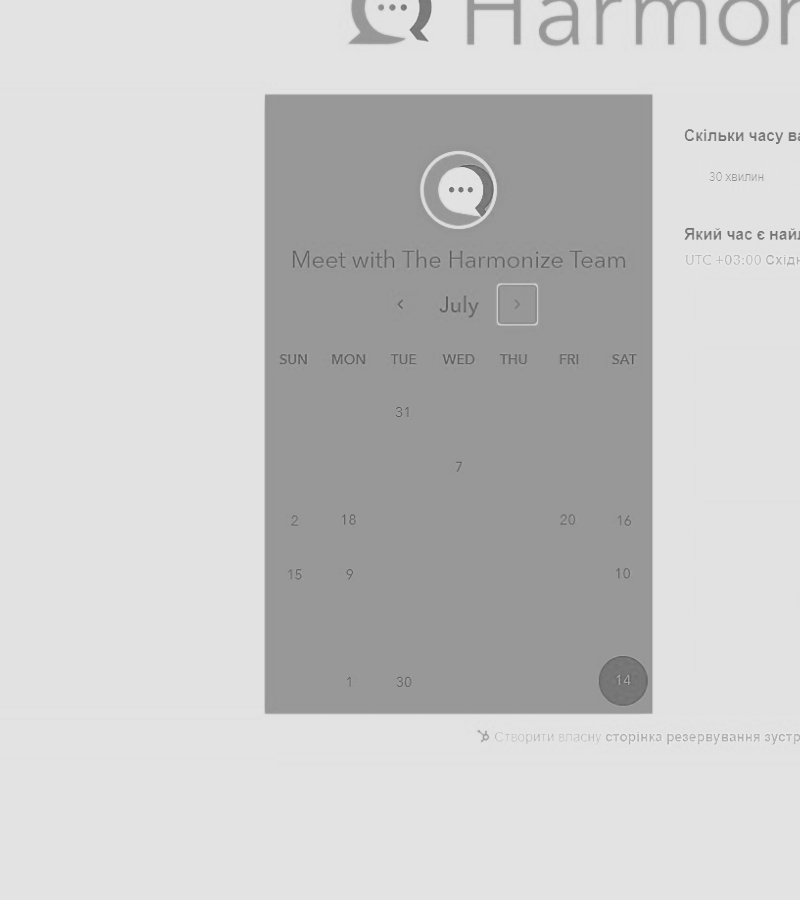 Harmon
Скільки часу ва
30 хвилин
Який час є найл
UTC +03:00 Східн
Meet with The Harmonize Team
July
SUN MON TUE WED THU FRI SAT
31
7
2 18 20 16
15 9 10
1 30 14
Створити власну сторінка резервування зустр